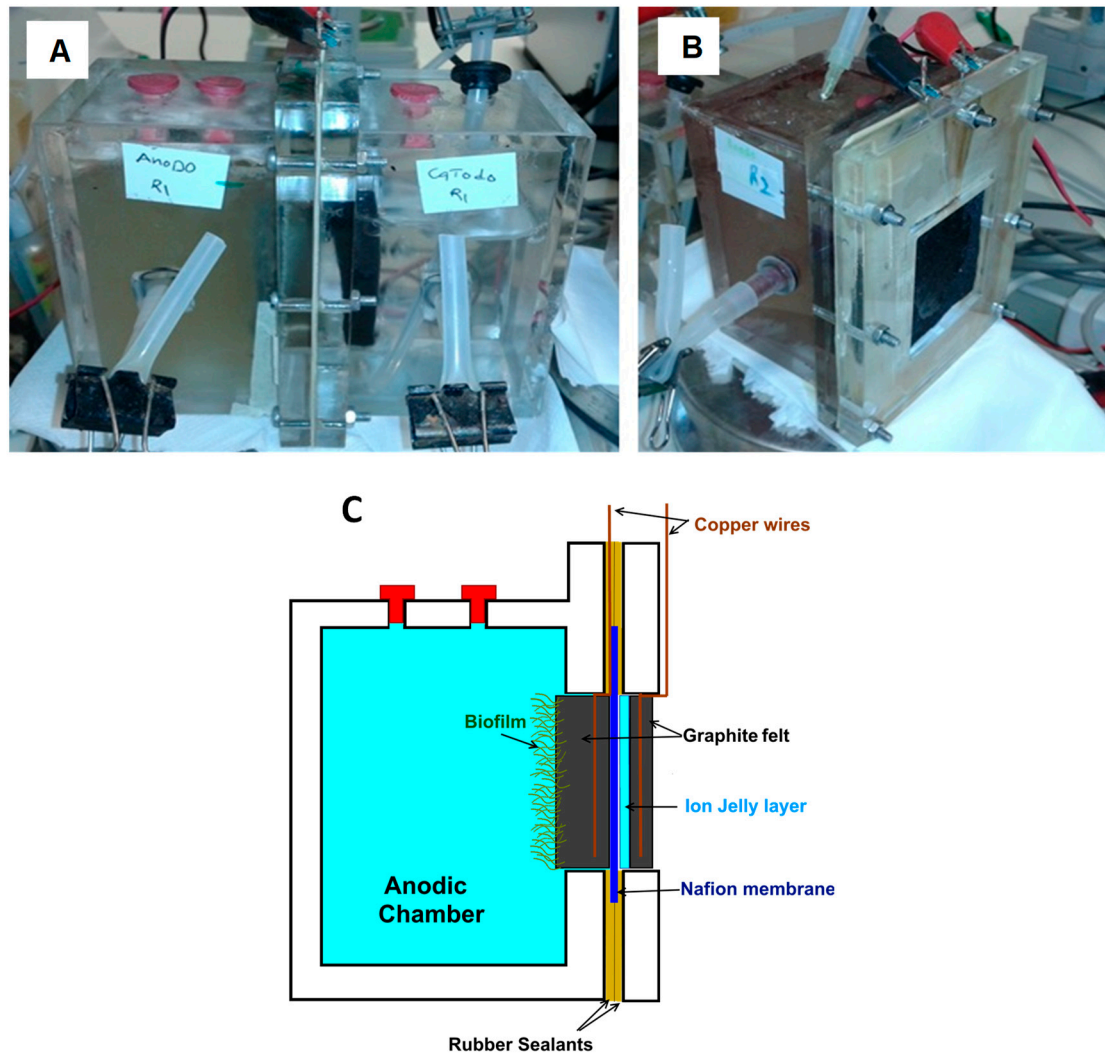 A
B
AnoDO
R1
CaTodo
R1
R2
C
Copper wires
Biofilm
Graphite felt
Ion Jelly layer
Anodic
Chamber
Nafion membrane
Rubber Sealants